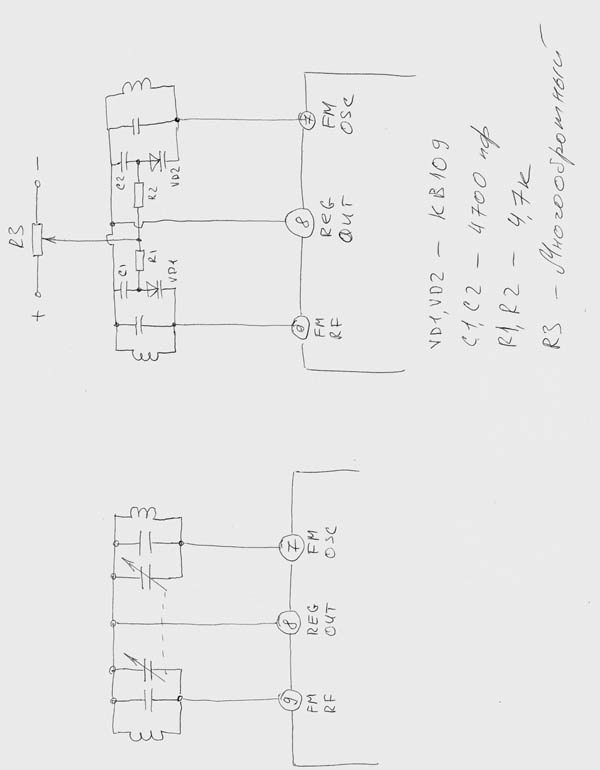 R3
+
-
C1
R1
VD1
C2
R2
VD2
7
FM
OSC
8
REG
OUT
FM
RF
VD1, VD2 - КВ109
C1, C2 - 4700 пф
R1, R2 - 4,7к
R3 - Многооборотный
7
FM
OSC
8
REG
OUT
9
FM
RF